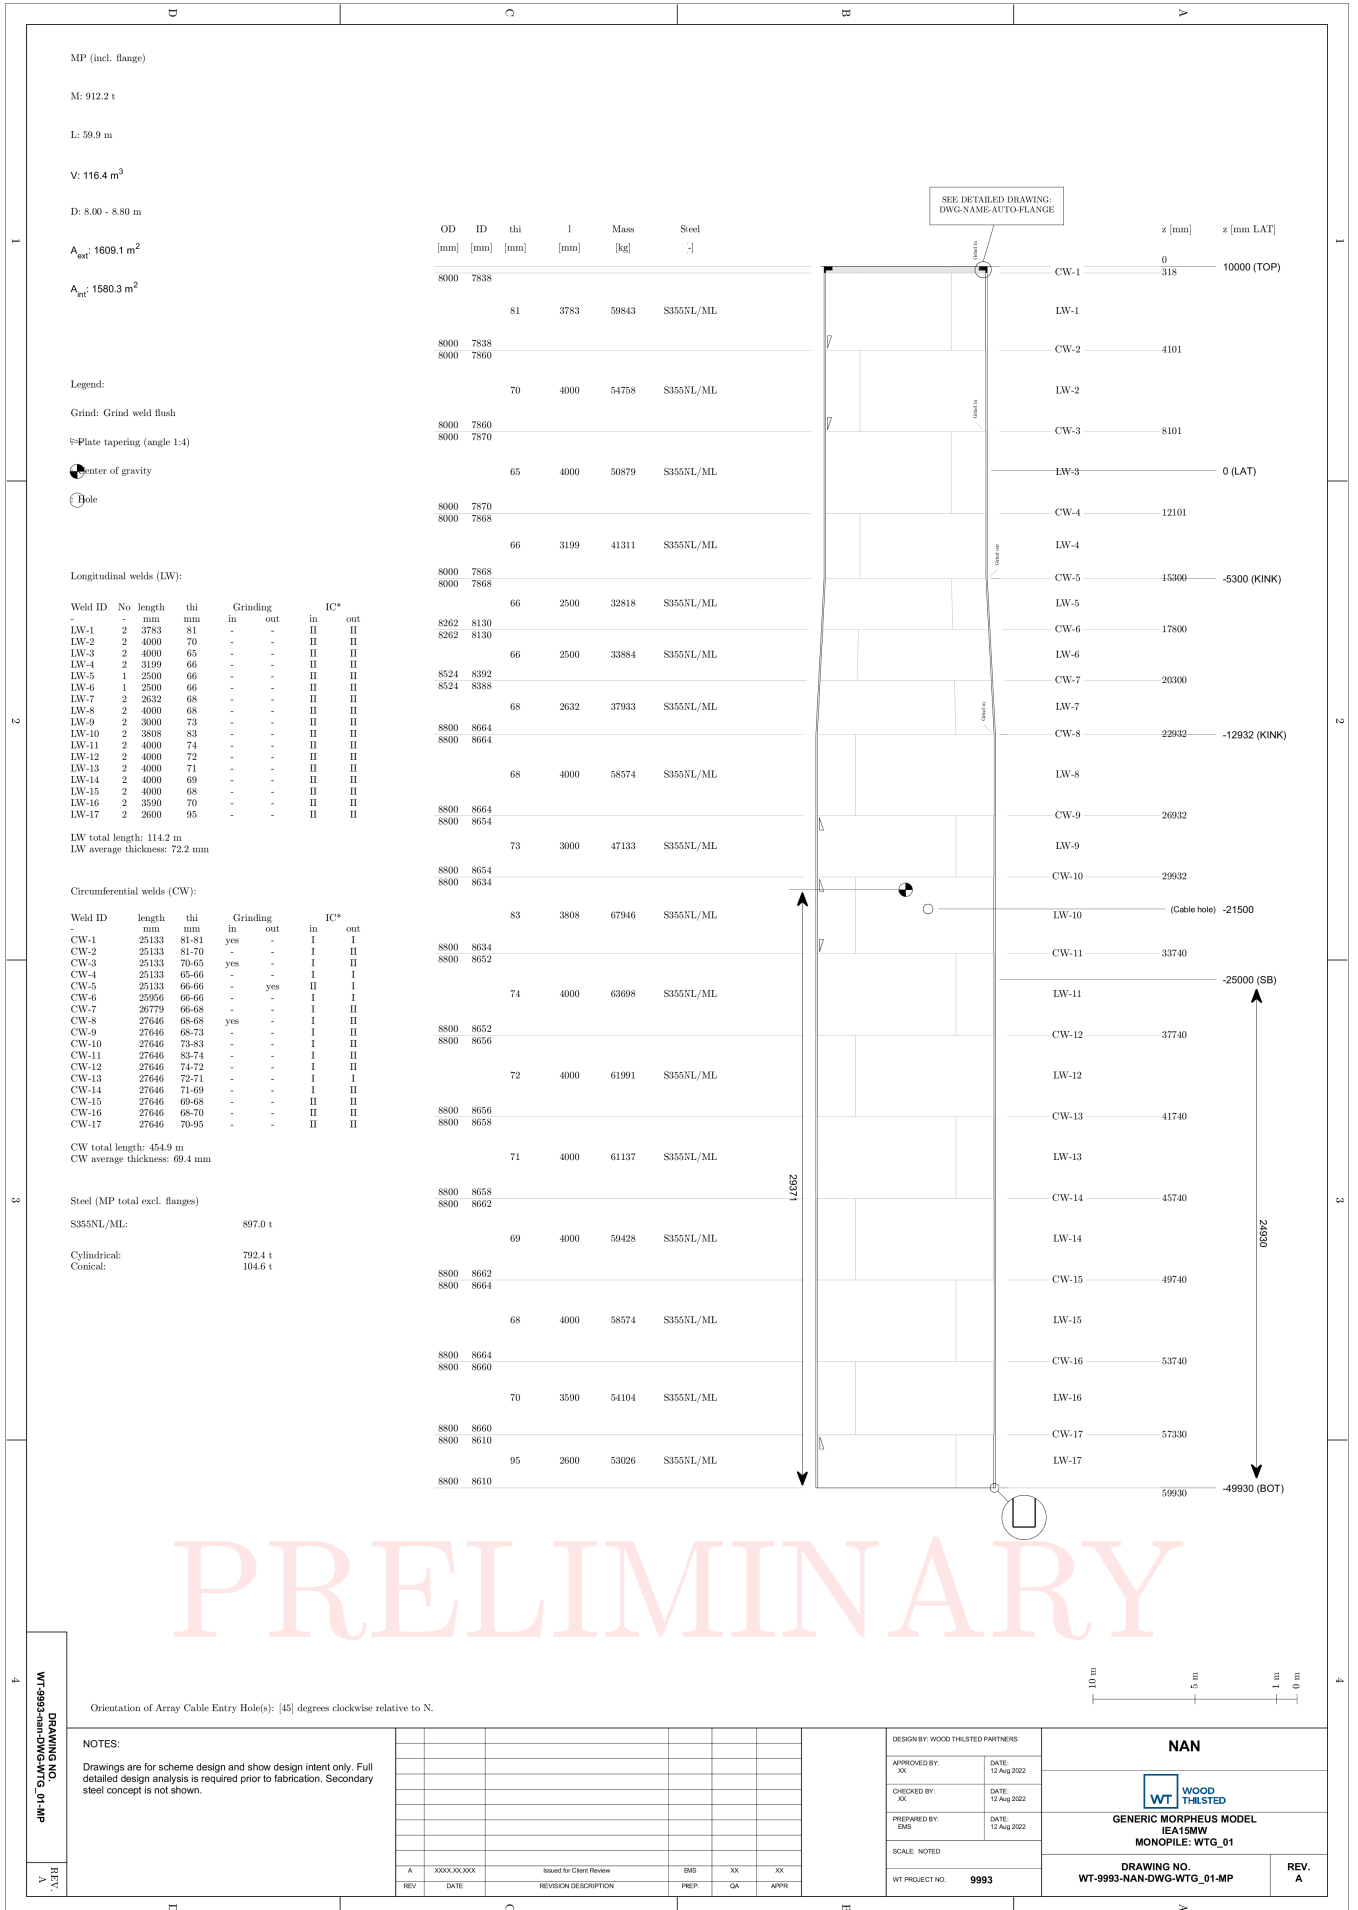 D C B A
MP (incl. flange)
M: 912.2 t
L: 59.9 m
V: 116.4 m3
D: 8.00 - 8.80 m
Aext: 1609.1 m2
Aint: 1580.3 m2
Legend:
Grind: Grind weld flush
Plate tapering (angle 1:4)
Center of gravity
: Hole
Longitudinal welds (LW):
Weld ID No length thi Grinding IC*
- - mm mm in out in out
LW-1 2 3783 81 - - II II
LW-2 2 4000 70 - - II II
LW-3 2 4000 65 - - II II
LW-4 2 3199 66 - - II II
LW-5 1 2500 66 - - II II
LW-6 1 2500 66 - - II II
LW-7 2 2632 68 - - II II
LW-8 2 4000 68 - - II II
LW-9 2 3000 73 - - II II
LW-10 2 3808 83 - - II II
LW-11 2 4000 74 - - II II
LW-12 2 4000 72 - - II II
LW-13 2 4000 71 - - II II
LW-14 2 4000 69 - - II II
LW-15 2 4000 68 - - II II
LW-16 2 3590 70 - - II II
LW-17 2 2600 95 - - II II
LW total length: 114.2 m
LW average thickness: 72.2 mm
Circumferential welds (CW):
Weld ID length thi Grinding IC*
- mm mm in out in out
CW-1 25133 81-81 yes - I I
CW-2 25133 81-70 - - I II
CW-3 25133 70-65 yes - I II
CW-4 25133 65-66 - - I I
CW-5 25133 66-66 - yes II I
CW-6 25956 66-66 - - I I
CW-7 26779 66-68 - - I II
CW-8 27646 68-68 yes - I II
CW-9 27646 68-73 - - I II
CW-10 27646 73-83 - - I II
CW-11 27646 83-74 - - I II
CW-12 27646 74-72 - - I II
CW-13 27646 72-71 - - I I
CW-14 27646 71-69 - - I II
CW-15 27646 69-68 - - II II
CW-16 27646 68-70 - - II II
CW-17 27646 70-95 - - II II
CW total length: 454.9 m
CW average thickness: 69.4 mm
Steel (MP total excl. flanges)
S355NL/ML: 897.0 t
Cylindrical: 792.4 t
Conical: 104.6 t
SEE DETAILED DRAWING:
DWG-NAME-AUTO-FLANGE
OD ID thi l Mass Steel z [mm] z [mm LAT]
[mm] [mm] [mm] [mm] [kg] [-]
0
10000 (TOP)
8000 7838 CW-1 318
81 3783 59843 S355NL/ML LW-1
8000 7838
CW-2 4101
8000 7860
70 4000 54758 S355NL/ML LW-2
8000 7860
CW-3 8101
8000 7870
65 4000 50879 S355NL/ML LW-3 0 (LAT)
8000 7870
CW-4 12101
8000 7868
66 3199 41311 S355NL/ML LW-4
8000 7868
CW-5 15300 -5300 (KINK)
8000 7868
66 2500 32818 S355NL/ML LW-5
8262 8130
CW-6 17800
8262 8130
66 2500 33884 S355NL/ML LW-6
8524 8392
CW-7 20300
8524 8388
68 2632 37933 S355NL/ML LW-7
8800 8664
CW-8 22932 -12932 (KINK)
8800 8664
68 4000 58574 S355NL/ML LW-8
8800 8664
CW-9 26932
8800 8654
73 3000 47133 S355NL/ML LW-9
8800 8654
CW-10 29932
8800 8634
83 3808 67946 S355NL/ML LW-10 (Cable hole) -21500
8800 8634
CW-11 33740
8800 8652
-25000 (SB)
74 4000 63698 S355NL/ML LW-11
8800 8652
CW-12 37740
8800 8656
72 4000 61991 S355NL/ML LW-12
8800 8656
CW-13 41740
8800 8658
71 4000 61137 S355NL/ML LW-13
8800 8658
CW-14 45740
8800 8662
69 4000 59428 S355NL/ML LW-14
8800 8662
CW-15 49740
8800 8664
68 4000 58574 S355NL/ML LW-15
8800 8664
CW-16 53740
8800 8660
70 3590 54104 S355NL/ML LW-16
8800 8660
CW-17 57330
8800 8610
95 2600 53026 S355NL/ML LW-17
8800 8610 59930 -49930 (BOT)
Grind in
Grind in
Grind out
Grind in
29371
24930
1 1
2 2
3 3
4 4
PRELIMINARY
10 m 5 m 1 m 0 m
Orientation of Array Cable Entry Hole(s): [45] degrees clockwise relative to N.
DRAWING NO.
WT-9993-nan-DWG-WTG_01-MP
REV.
A
NOTES:
Drawings are for scheme design and show design intent only. Full
detailed design analysis is required prior to fabrication. Secondary
steel concept is not shown.
A XXXX.XX.XXX Issued for Client Review EMS XX XX
REV DATE REVISION DESCRIPTION PREP. QA APPR
DESIGN BY: WOOD THILSTED PARTNERS
APPROVED BY: DATE:
XX 12 Aug 2022
CHECKED BY: DATE:
XX 12 Aug 2022
PREPARED BY: DATE:
EMS 12 Aug 2022
SCALE: NOTED
WT PROJECT NO. 9993
NAN
WT WOOD THILSTED
GENERIC MORPHEUS MODEL
IEA15MW
MONOPILE: WTG_01
DRAWING NO. REV.
WT-9993-NAN-DWG-WTG_01-MP A
D C B A